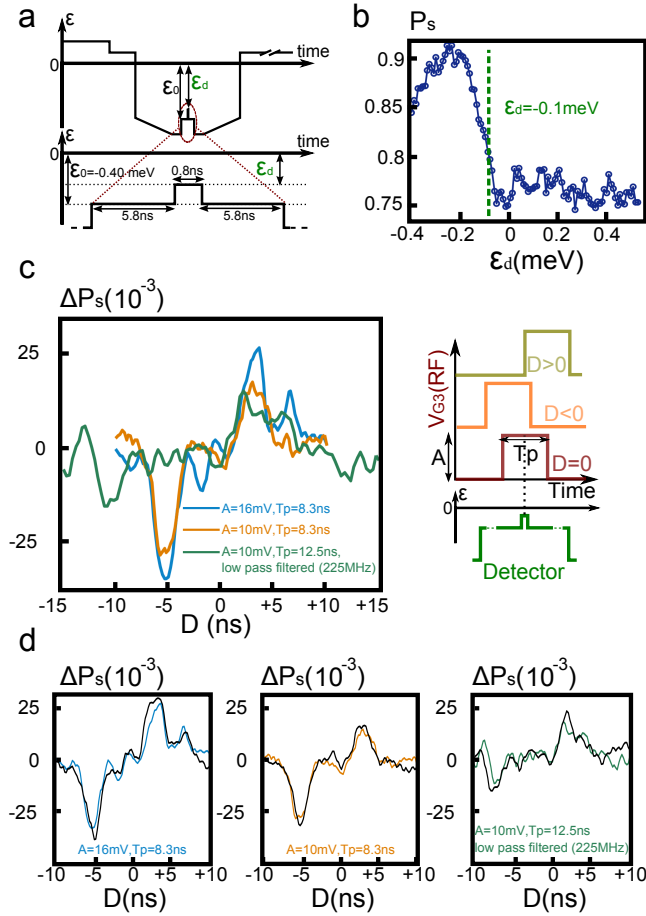 a
ε
0
time
ε0
εd
time
ε0=-0.40 meV
0.8ns
εd
5.8ns
5.8ns
b
Ps
0.9
0.85
0.8
0.75
εd=-0.1meV
-0.4
-0.2
0
0.2
0.4
εd(meV)
c
ΔPs(10⁻³)
25
0
-25
A=16mV,Tp=8.3ns
A=10mV,Tp=8.3ns
A=10mV,Tp=12.5ns,
low pass filtered (225MHz)
-15
-10
-5
0
+5
+10
+15
D (ns)
VG3(RF)
D>0
D<0
A
Tp
D=0
Time
ε
0
Detector
d
ΔPs(10⁻³)
25
0
-25
A=16mV,Tp=8.3ns
-10
-5
0
+5
+10
D(ns)
ΔPs(10⁻³)
25
0
-25
A=10mV,Tp=8.3ns
-10
-5
0
+5
+10
D(ns)
ΔPs(10⁻³)
25
0
-25
A=10mV,Tp=12.5ns
low pass filtered (225MHz)
-10
-5
0
+5
+10
D(ns)